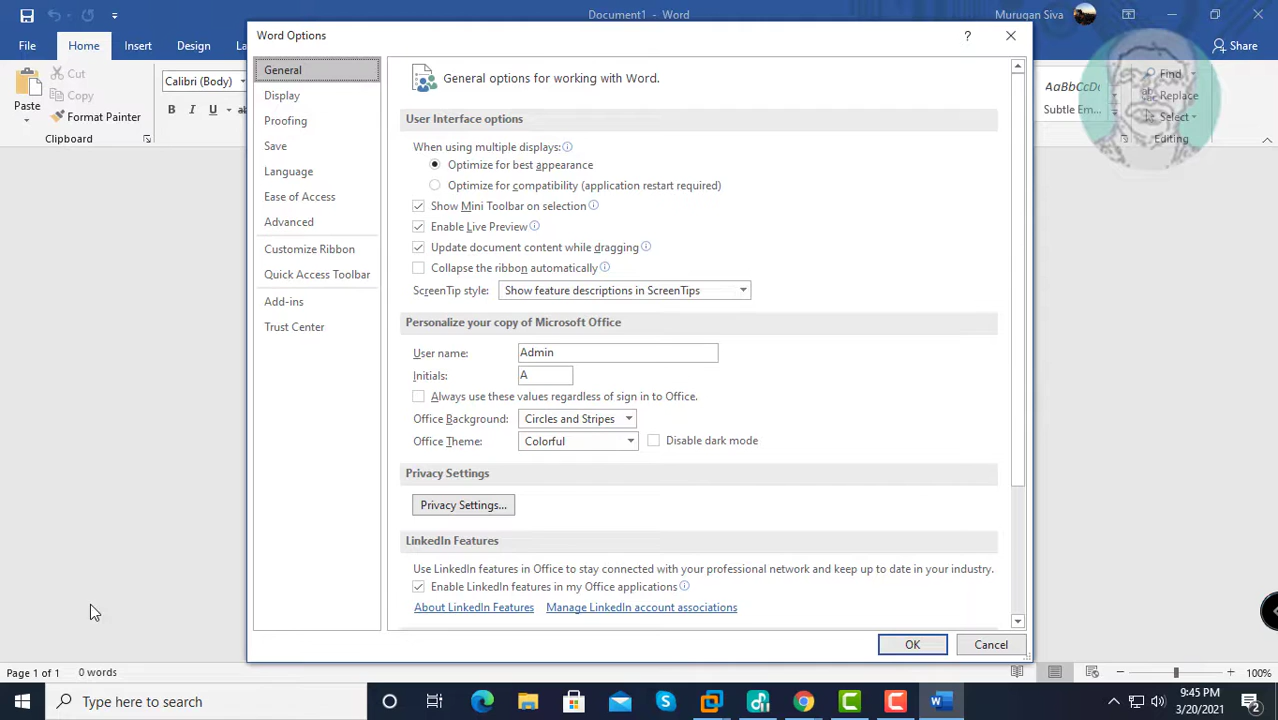 Document1 - Word
Murugan Siva
File
Home
Insert
Design
La
Share
Paste
Cut
Copy
Format Painter
Clipboard
Calibri (Body)
B I U ab
AaBbCcDc
Subtle Em...
Find
Replace
Select
Editing
Word Options
?
General
Display
Proofing
Save
Language
Ease of Access
Advanced
Customize Ribbon
Quick Access Toolbar
Add-ins
Trust Center
General options for working with Word.
User Interface options
When using multiple displays:
Optimize for best appearance
Optimize for compatibility (application restart required)
Show Mini Toolbar on selection
Enable Live Preview
Update document content while dragging
Collapse the ribbon automatically
ScreenTip style: Show feature descriptions in ScreenTips
Personalize your copy of Microsoft Office
User name: Admin
Initials: A
Always use these values regardless of sign in to Office.
Office Background: Circles and Stripes
Office Theme: Colorful Disable dark mode
Privacy Settings
Privacy Settings...
LinkedIn Features
Use LinkedIn features in Office to stay connected with your professional network and keep up to date in your industry.
Enable LinkedIn features in my Office applications
About LinkedIn Features Manage LinkedIn account associations
OK Cancel
Page 1 of 1 0 words
100%
Type here to search
9:45 PM
3/20/2021
2